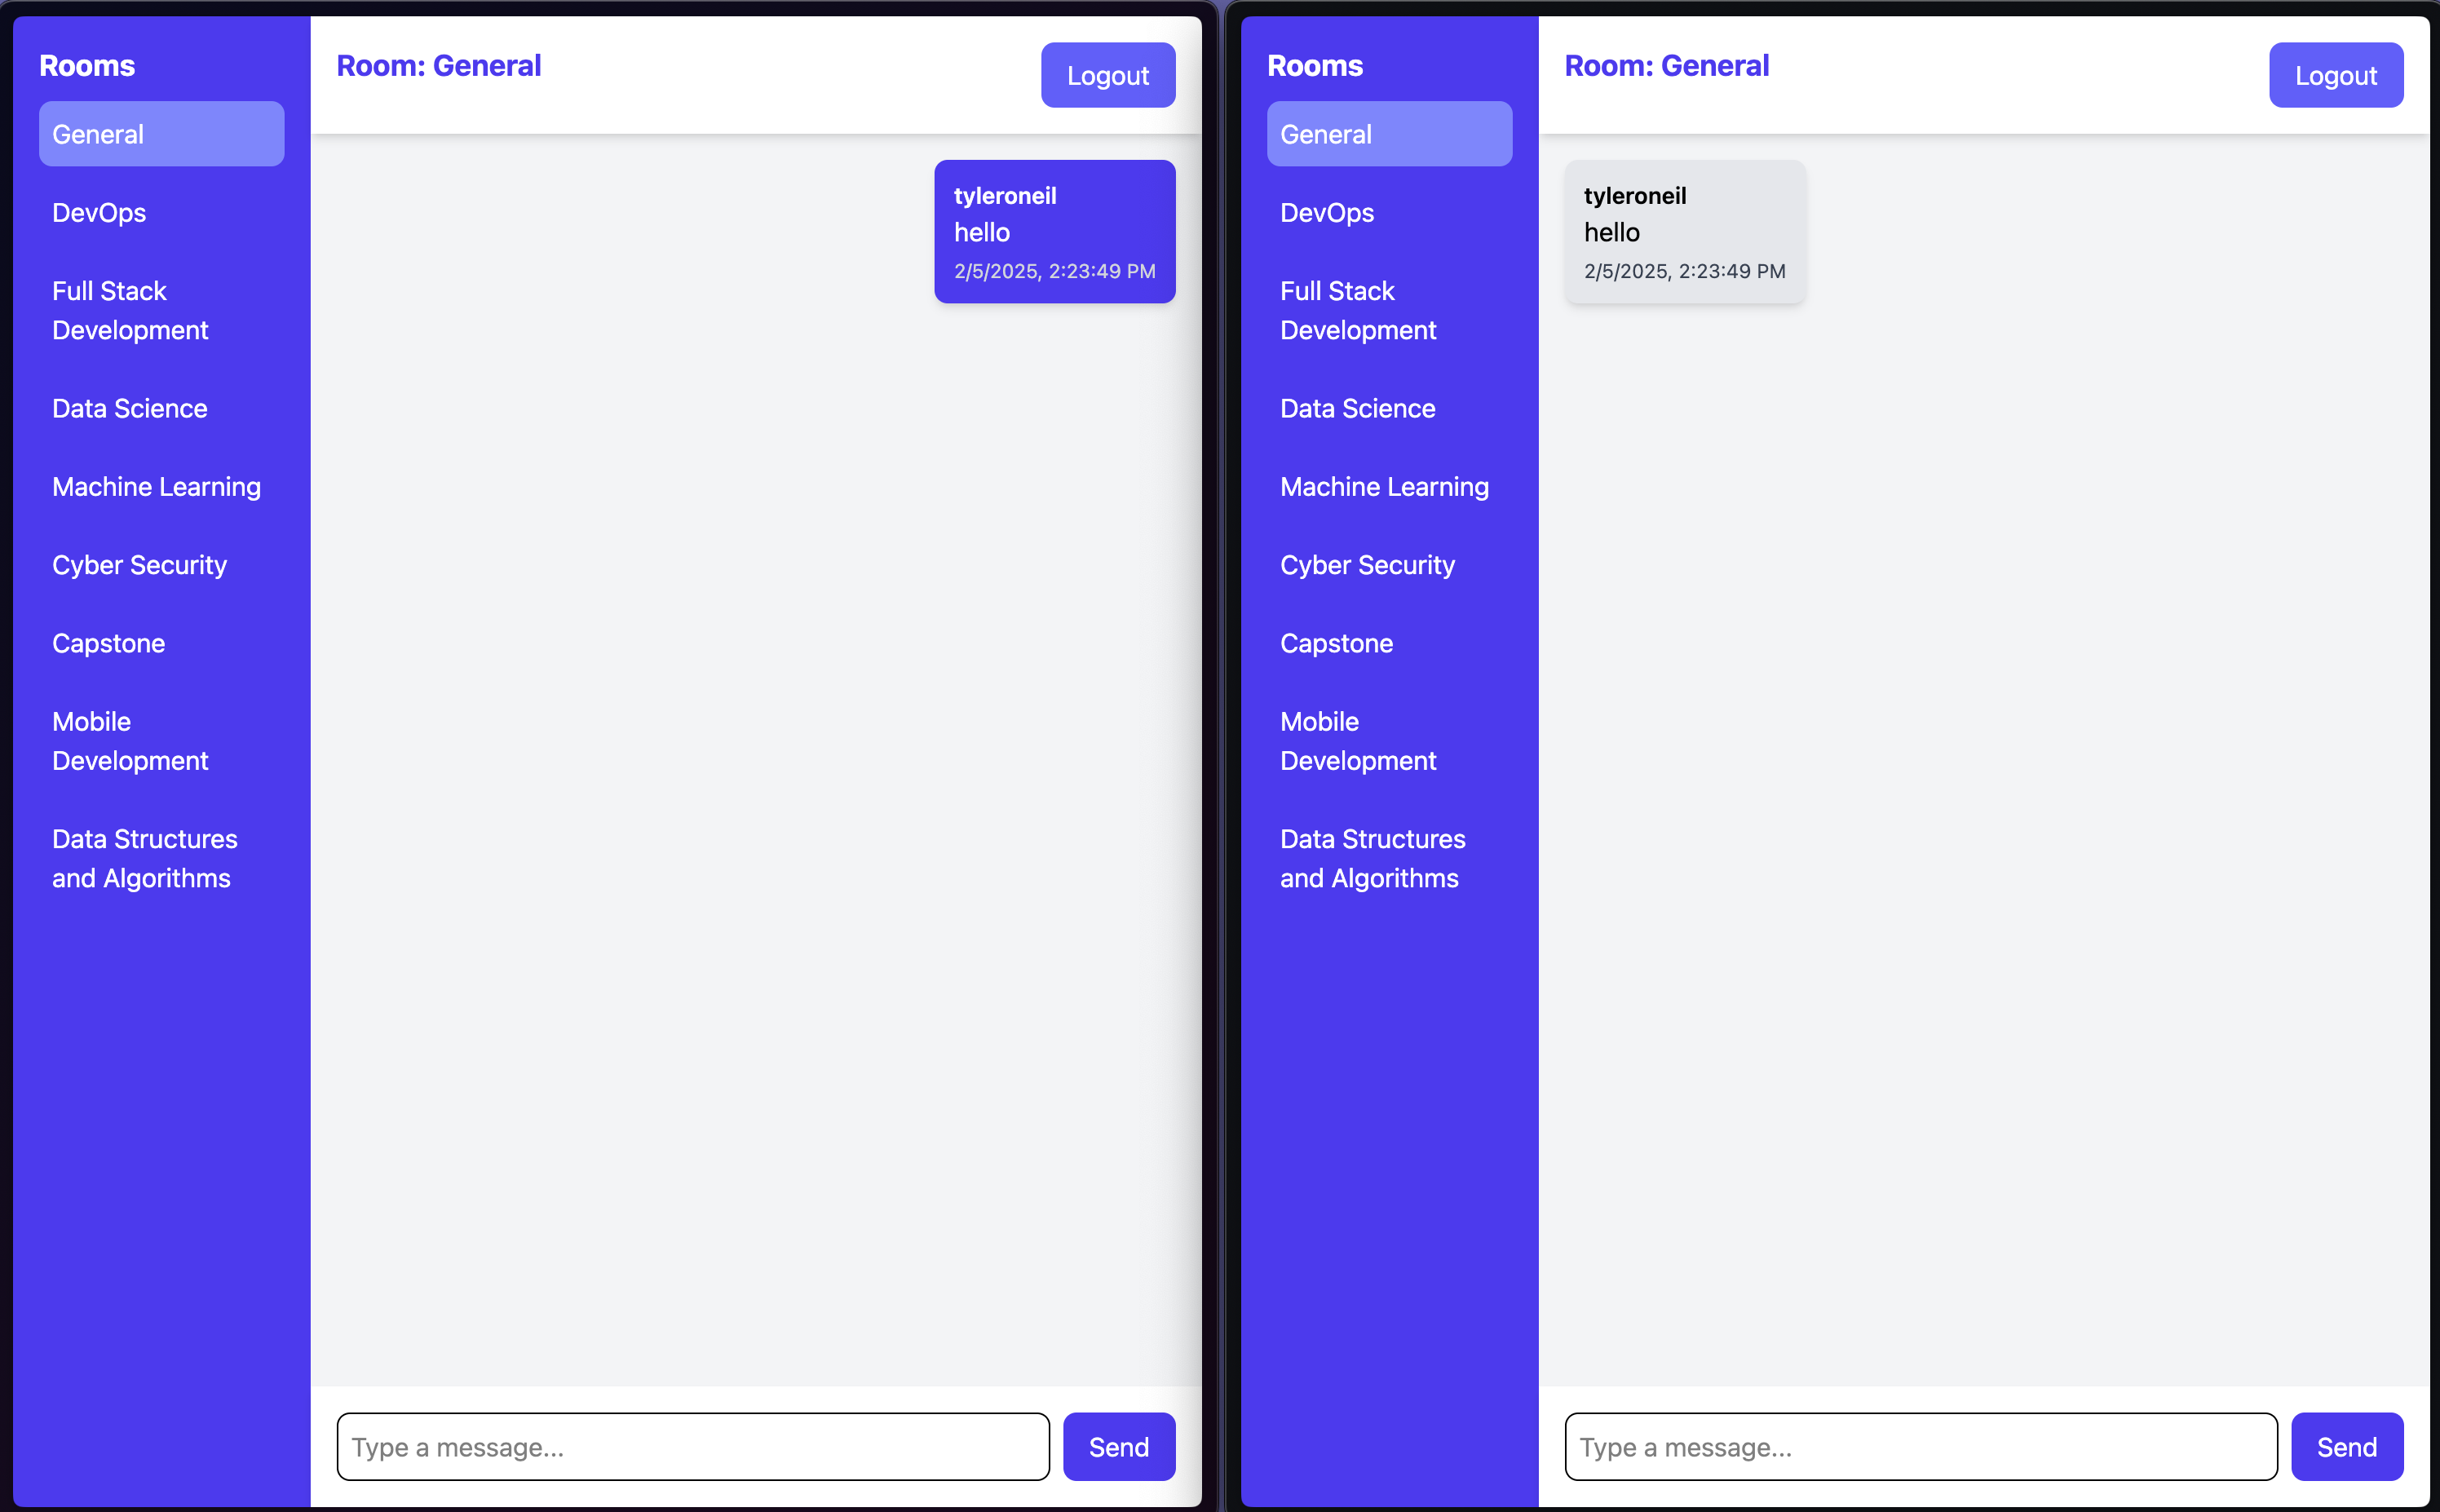 Rooms
General
DevOps
Full Stack
Development
Data Science
Machine Learning
Cyber Security
Capstone
Mobile
Development
Data Structures
and Algorithms
Room: General
Logout
tyleroneil
hello
2/5/2025, 2:23:49 PM
Type a message...
Send
Rooms
General
DevOps
Full Stack
Development
Data Science
Machine Learning
Cyber Security
Capstone
Mobile
Development
Data Structures
and Algorithms
Room: General
Logout
tyleroneil
hello
2/5/2025, 2:23:49 PM
Type a message...
Send